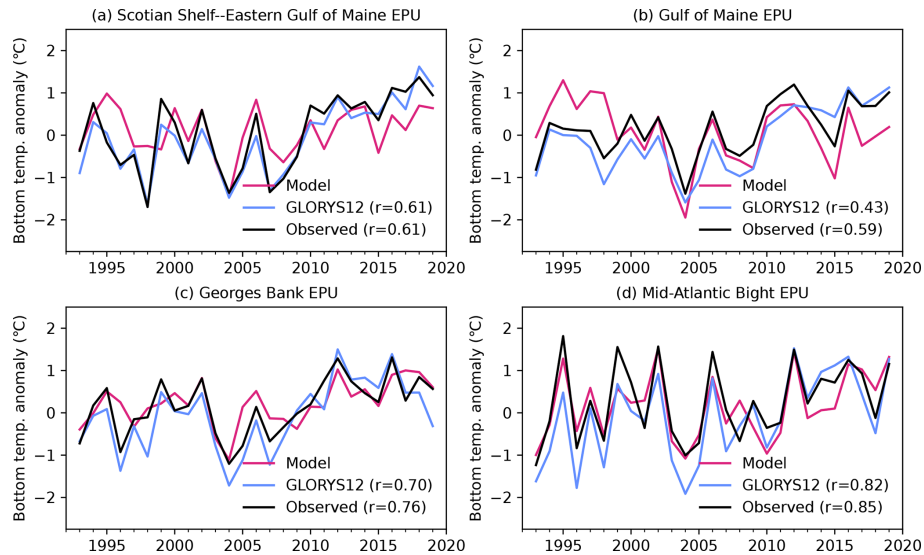 (a) Scotian Shelf--Eastern Gulf of Maine EPU
Bottom temp. anomaly (℃)
2
1
0
−1
−2
Model
GLORYS12 (r=0.61)
Observed (r=0.61)
1995 2000 2005 2010 2015 2020
(b) Gulf of Maine EPU
Bottom temp. anomaly (℃)
2
1
0
−1
−2
Model
GLORYS12 (r=0.43)
Observed (r=0.59)
1995 2000 2005 2010 2015 2020
(c) Georges Bank EPU
Bottom temp. anomaly (℃)
2
1
0
−1
−2
Model
GLORYS12 (r=0.70)
Observed (r=0.76)
1995 2000 2005 2010 2015 2020
(d) Mid-Atlantic Bight EPU
Bottom temp. anomaly (℃)
2
1
0
−1
−2
Model
GLORYS12 (r=0.82)
Observed (r=0.85)
1995 2000 2005 2010 2015 2020